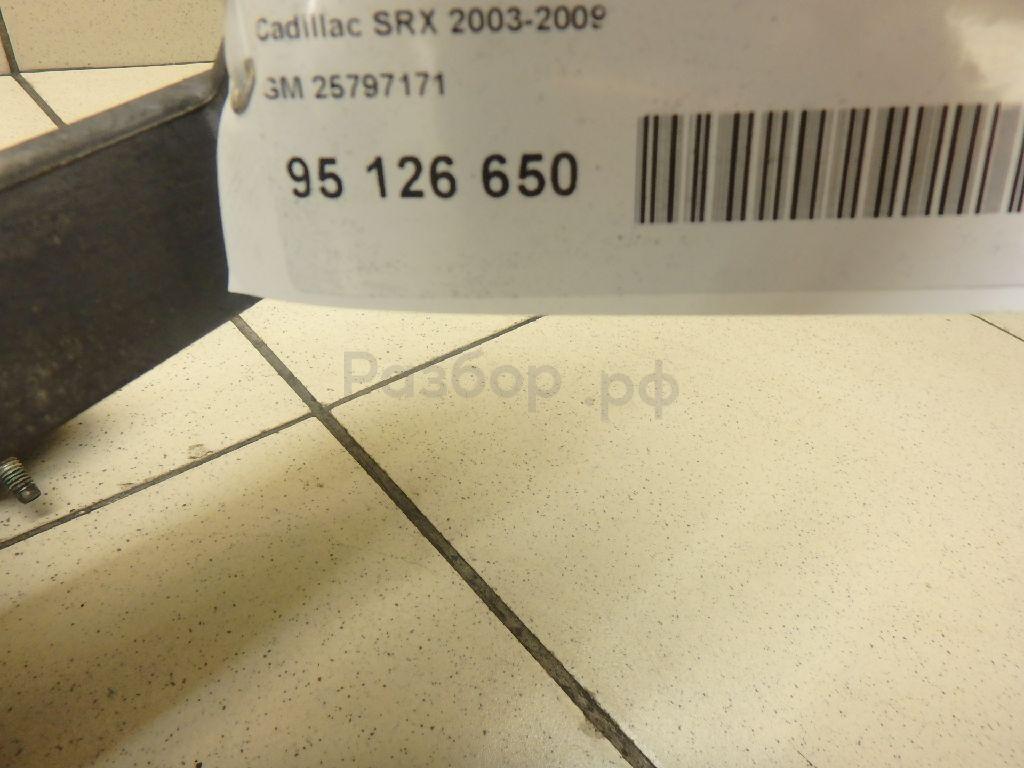 Cadillac SRX 2003-2009
GM 25797171
95 126 650
Разбор.рф